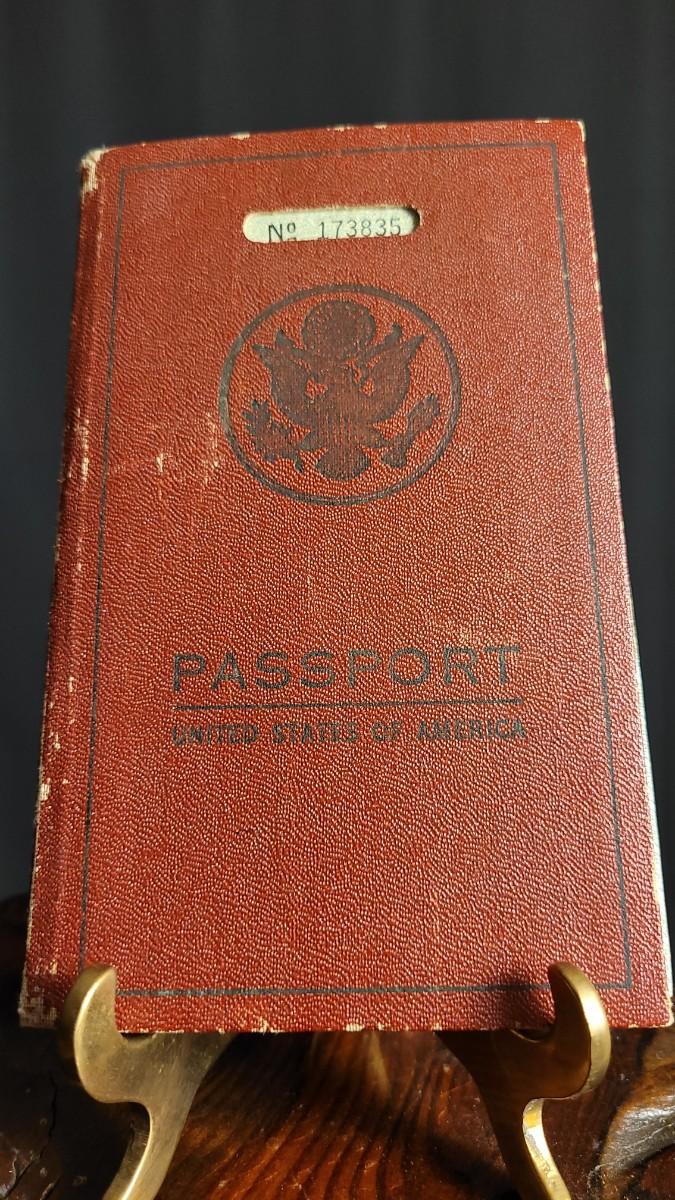 Nº 173835
PASSPORT
UNITED STATES OF AMERICA